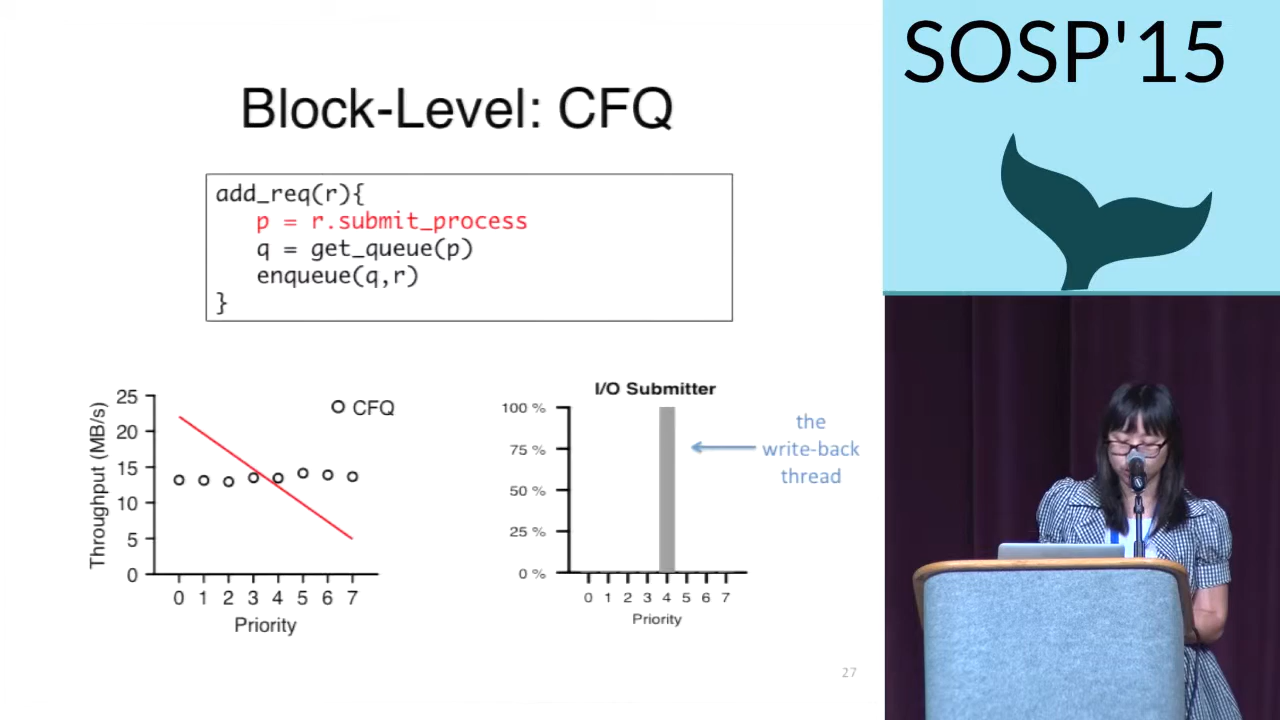 SOSP'15
Block-Level: CFQ
add_req(r){
p = r.submit_process
q = get_queue(p)
enqueue(q,r)
}
Throughput (MB/s)
25
20
15
10
5
0
CFQ
0 1 2 3 4 5 6 7
Priority
I/O Submitter
100 %
75 %
50 %
25 %
0 %
0 1 2 3 4 5 6 7
Priority
the
write-back
thread
27